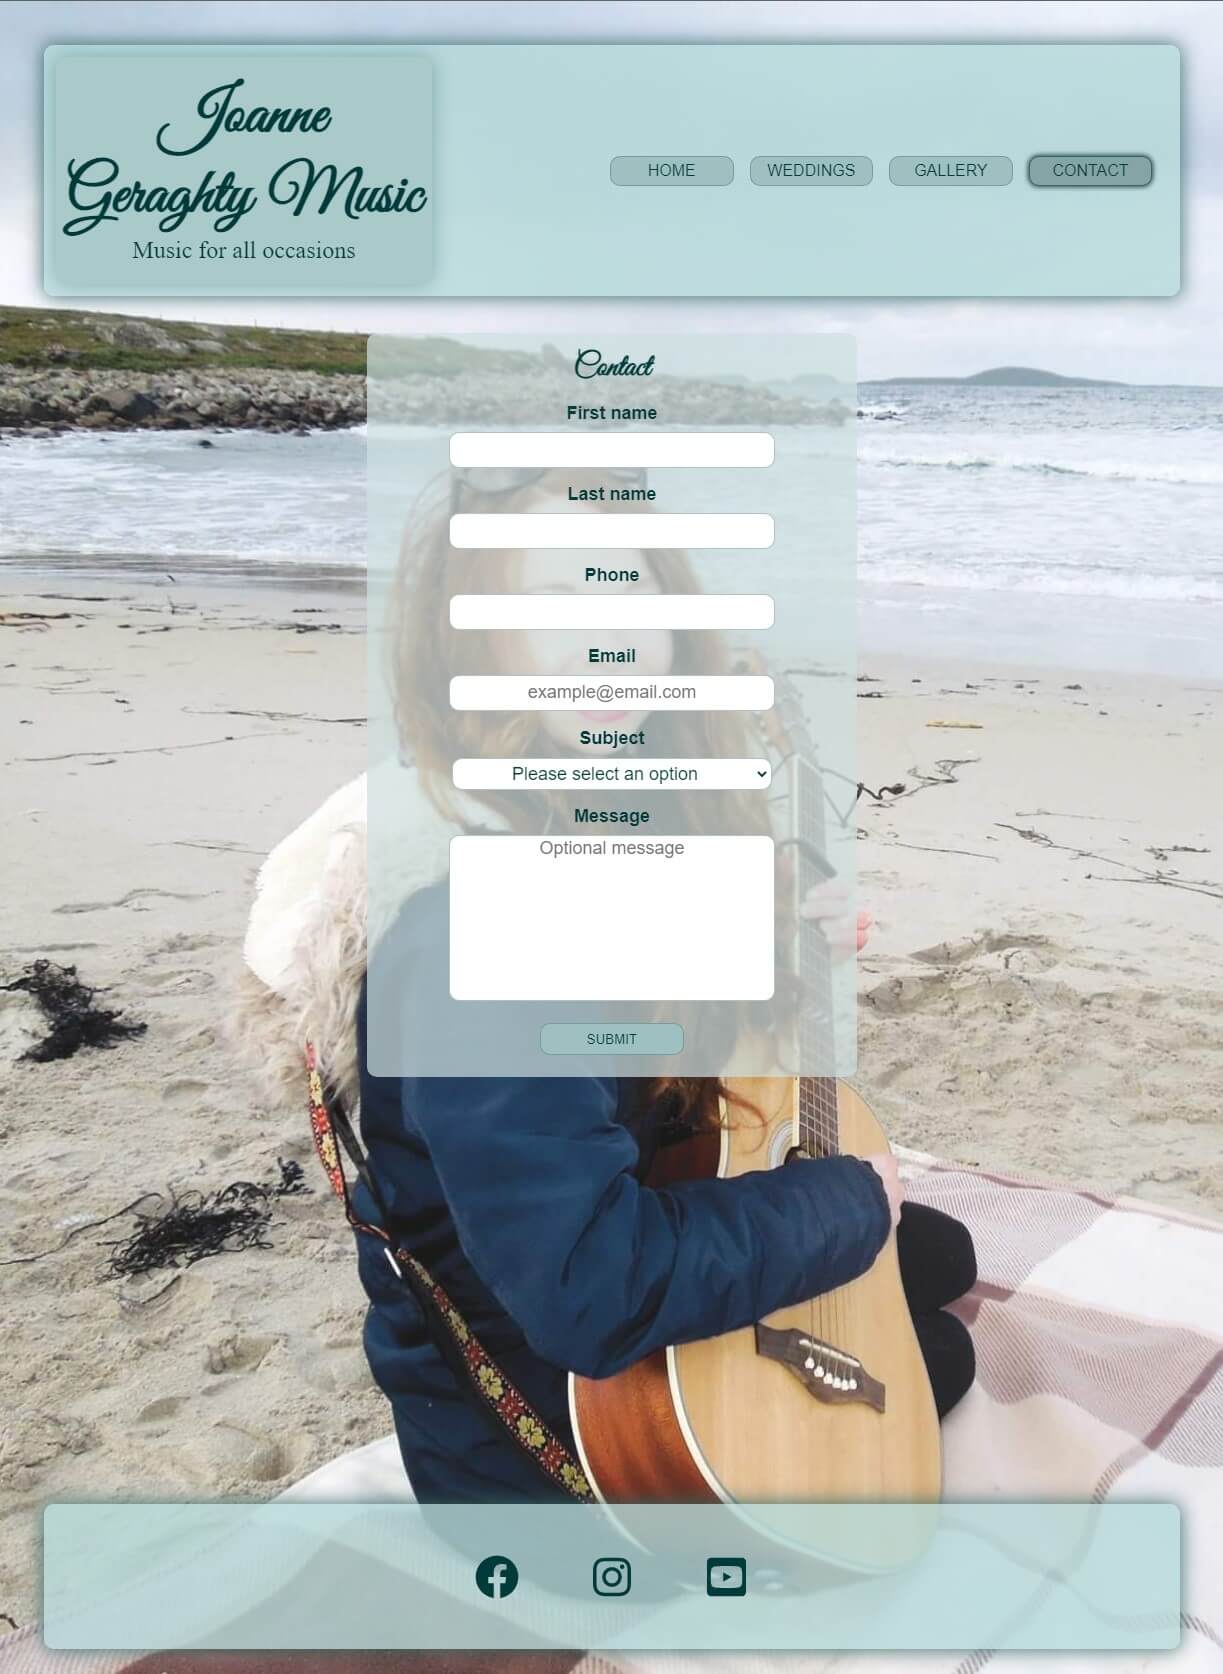 Joanne
Geraghty Music
Music for all occasions
HOME
WEDDINGS
GALLERY
CONTACT
Contact
First name
Last name
Phone
Email
example@email.com
Subject
Please select an option
Message
Optional message
SUBMIT